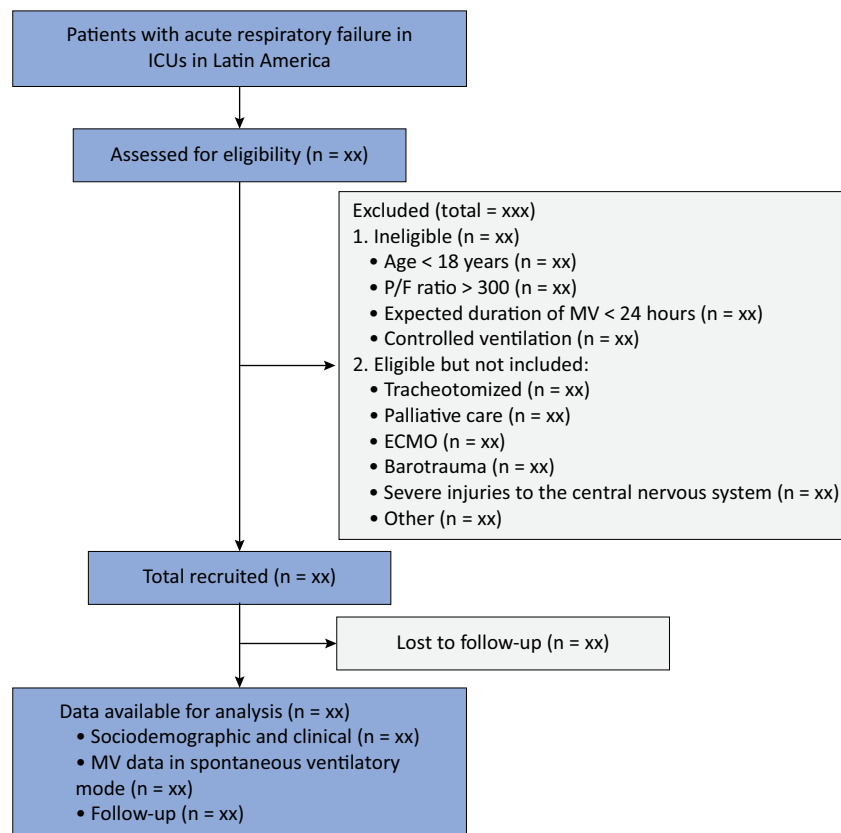 Patients with acute respiratory failure in
ICUs in Latin America
Assessed for eligibility (n = xx)
Excluded (total = xxx)
1. Ineligible (n = xx)
• Age < 18 years (n = xx)
• P/F ratio > 300 (n = xx)
• Expected duration of MV < 24 hours (n = xx)
• Controlled ventilation (n = xx)
2. Eligible but not included:
• Tracheotomized (n = xx)
• Palliative care (n = xx)
• ECMO (n = xx)
• Barotrauma (n = xx)
• Severe injuries to the central nervous system (n = xx)
• Other (n = xx)
Total recruited (n = xx)
Lost to follow-up (n = xx)
Data available for analysis (n = xx)
• Sociodemographic and clinical (n = xx)
• MV data in spontaneous ventilatory
mode (n = xx)
• Follow-up (n = xx)